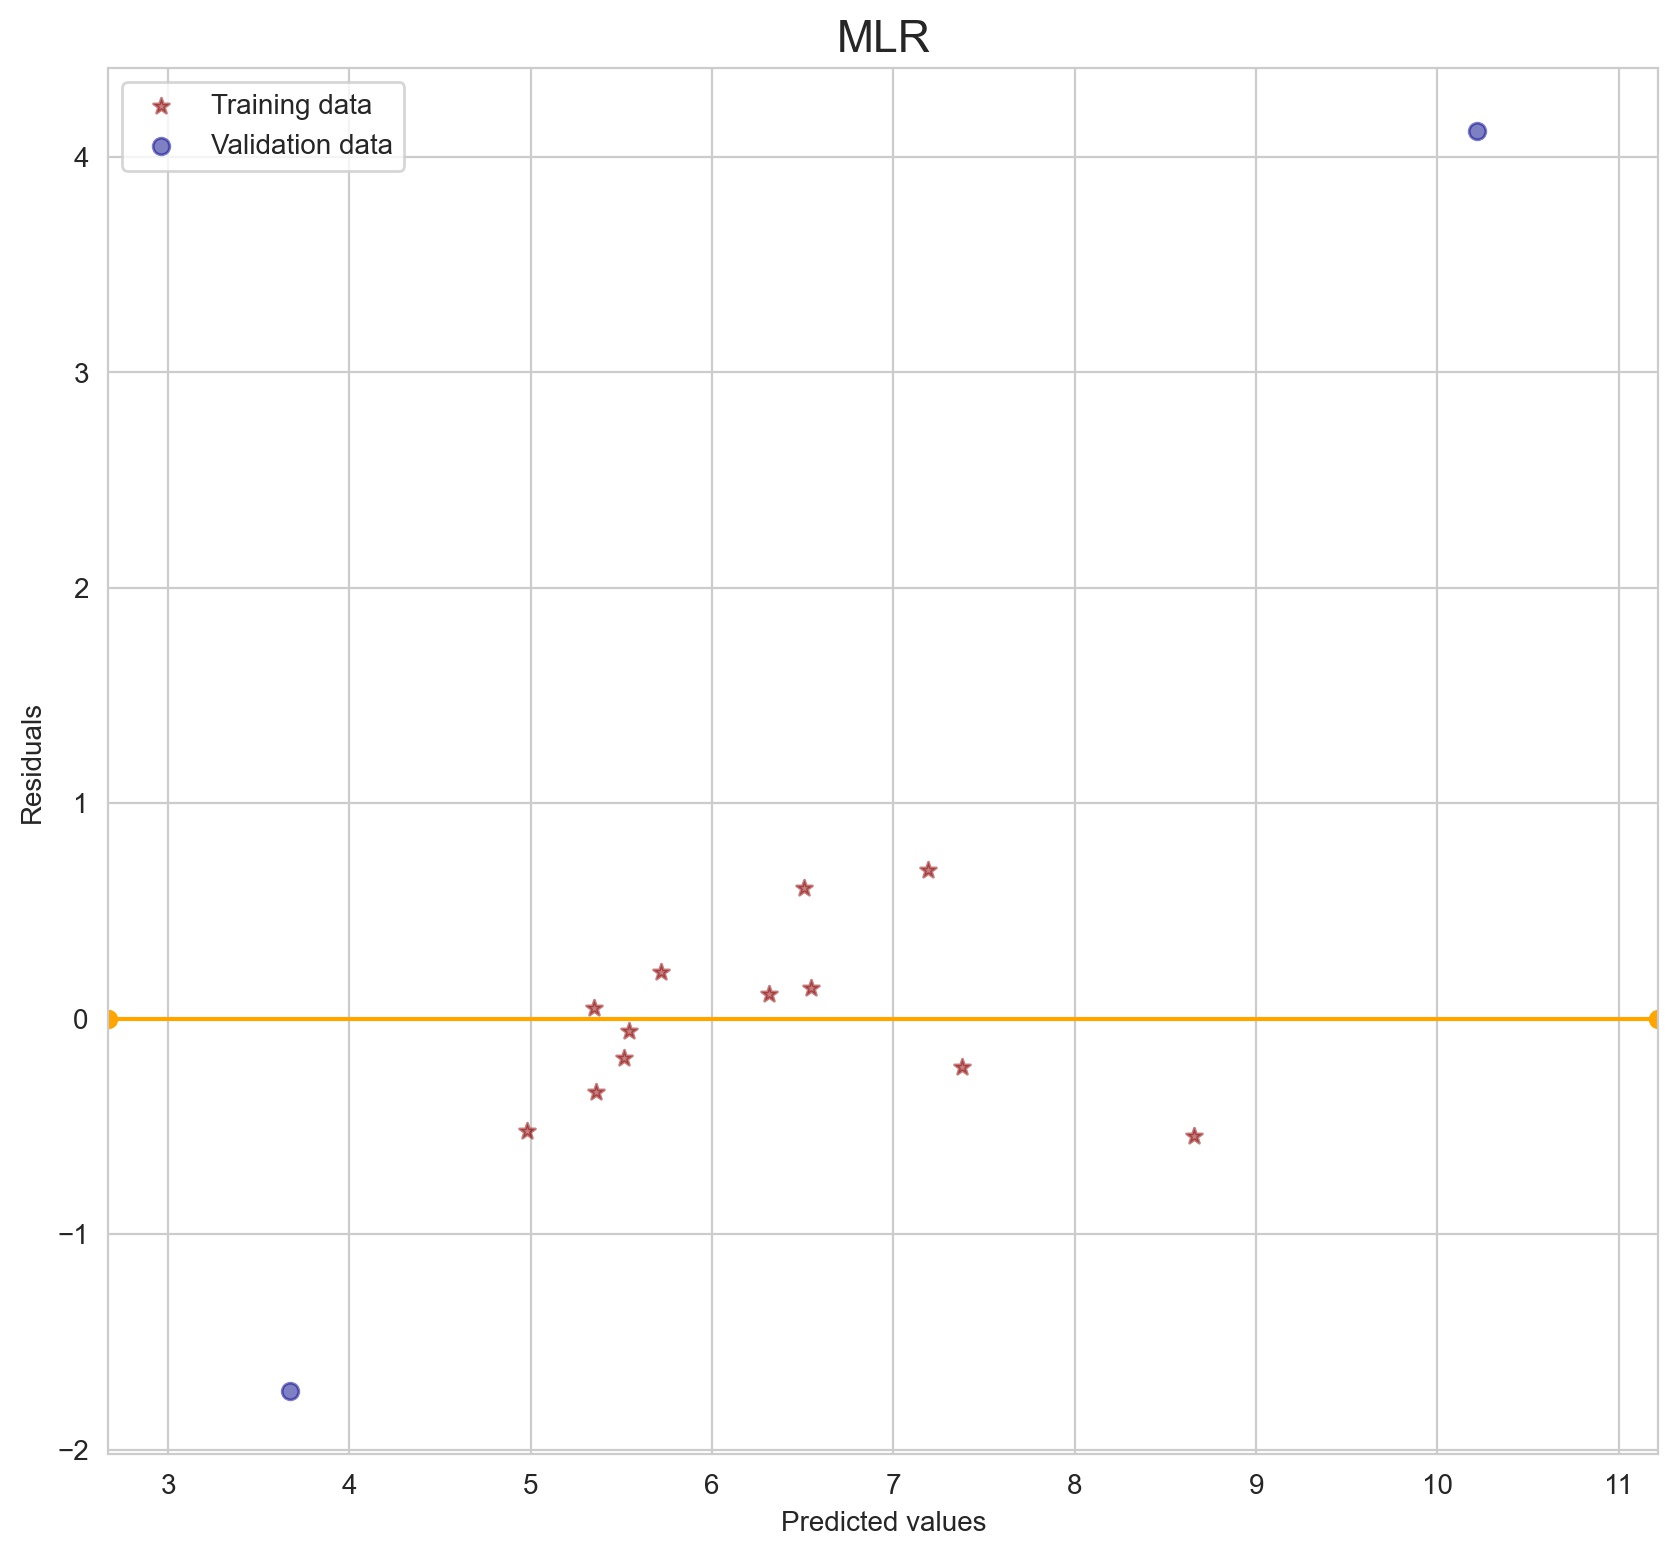 MLR
Training data
Validation data
4
3
2
1
0
−1
−2
Residuals
3 4 5 6 7 8 9 10 11
Predicted values